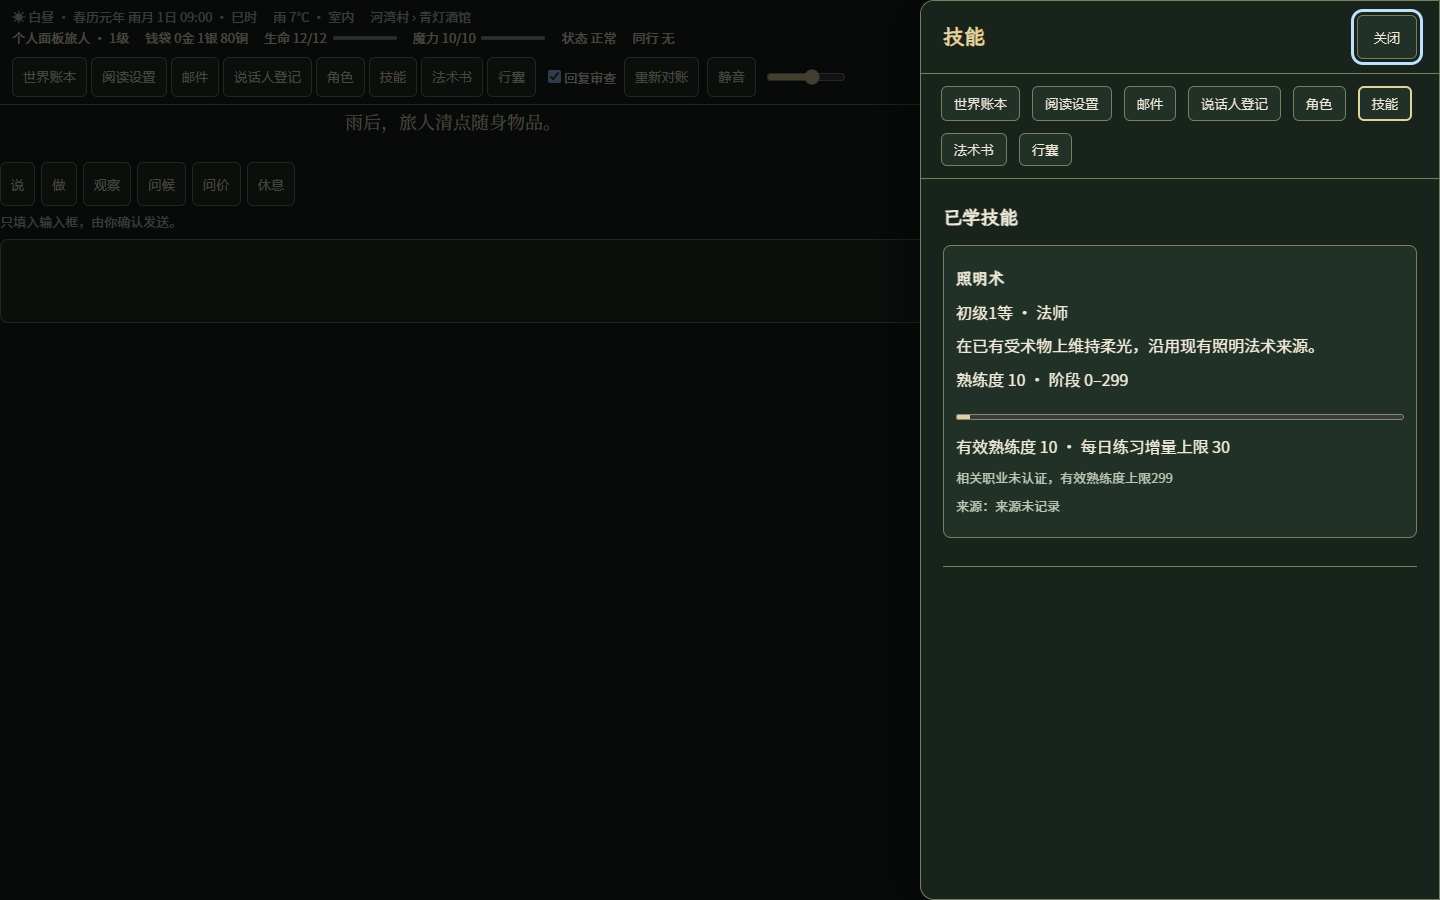 ☀ 白昼 · 春历元年 雨月 1日 09:00 · 巳时 雨 7°C · 室内 河湾村 › 青灯酒馆
个人面板旅人 · 1级 钱袋 0金 1银 80铜 生命 12/12 魔力 10/10 状态 正常 同行 无
世界账本 阅读设置 邮件 说话人登记 角色 技能 法术书 行囊 回复审查 重新对账 静音
雨后，旅人清点随身物品。
说 做 观察 问候 问价 休息
只填入输入框，由你确认发送。
技能
关闭
世界账本 阅读设置 邮件 说话人登记 角色 技能
法术书 行囊
已学技能
照明术
初级1等 · 法师
在已有受术物上维持柔光，沿用现有照明法术来源。
熟练度 10 · 阶段 0–299
有效熟练度 10 · 每日练习增量上限 30
相关职业未认证，有效熟练度上限299
来源：来源未记录